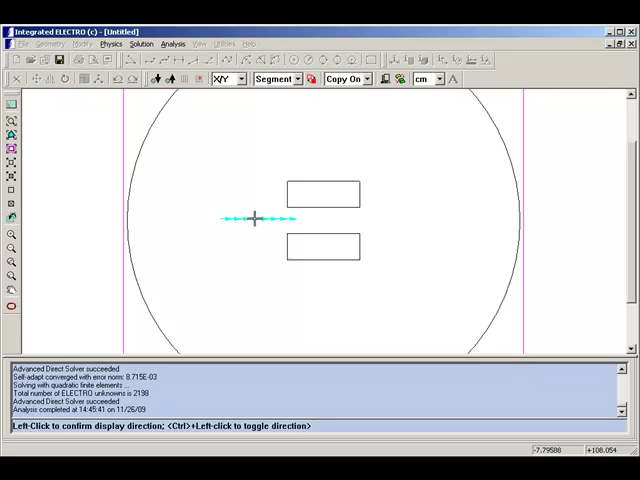 Integrated ELECTRO (c) - [Untitled]
File Geometry Modify Physics Solution Analysis View Utilities Help
X/Y Segment Copy On cm A
Advanced Direct Solver succeeded
Self-adapt converged with error norm: 8.715E-03
Solving with quadratic finite elements ...
Total number of ELECTRO unknowns is 2198
Advanced Direct Solver succeeded
Analysis completed at 14:45:41 on 11/26/09
Left-Click to confirm display direction; <Ctrl>+Left-click to toggle direction>
-7.79588 +108.054